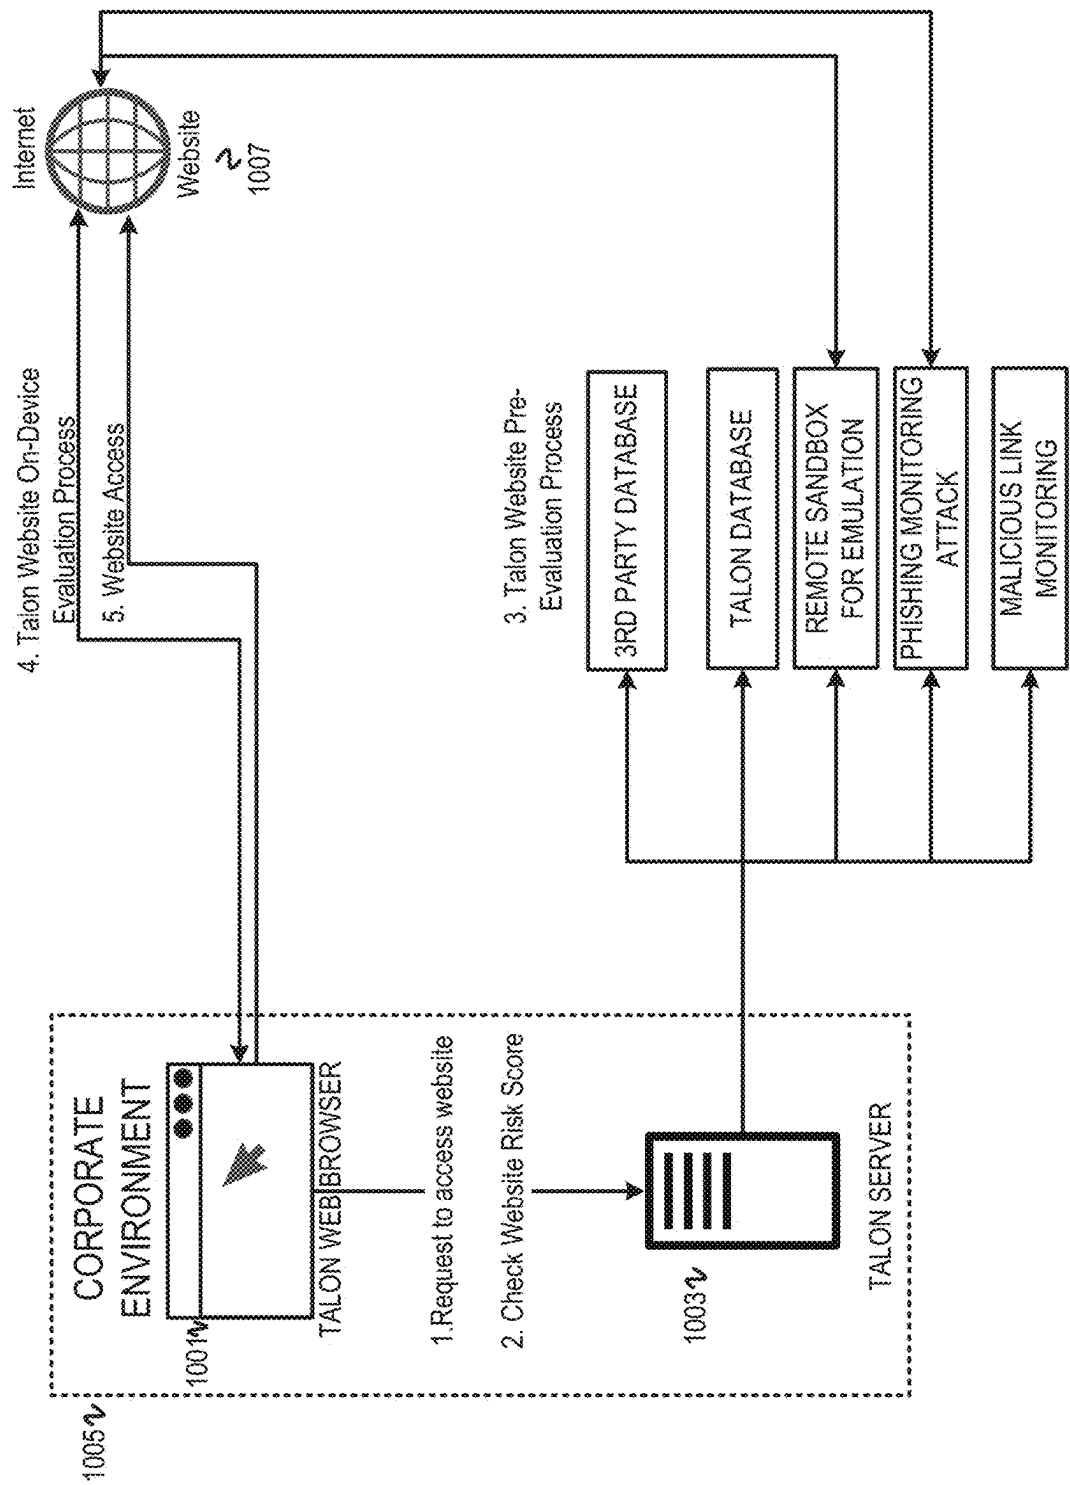 1005
CORPORATE
ENVIRONMENT
1001
TALON WEB BROWSER
1.Request to access website
2. Check Website Risk Score
1003
TALON SERVER
4. Talon Website On-Device
Evaluation Process
5. Website Access
Internet
Website
1007
3. Talon Website Pre-
Evaluation Process
3RD PARTY DATABASE
TALON DATABASE
REMOTE SANDBOX
FOR EMULATION
PHISHING MONITORING
ATTACK
MALICIOUS LINK
MONITORING